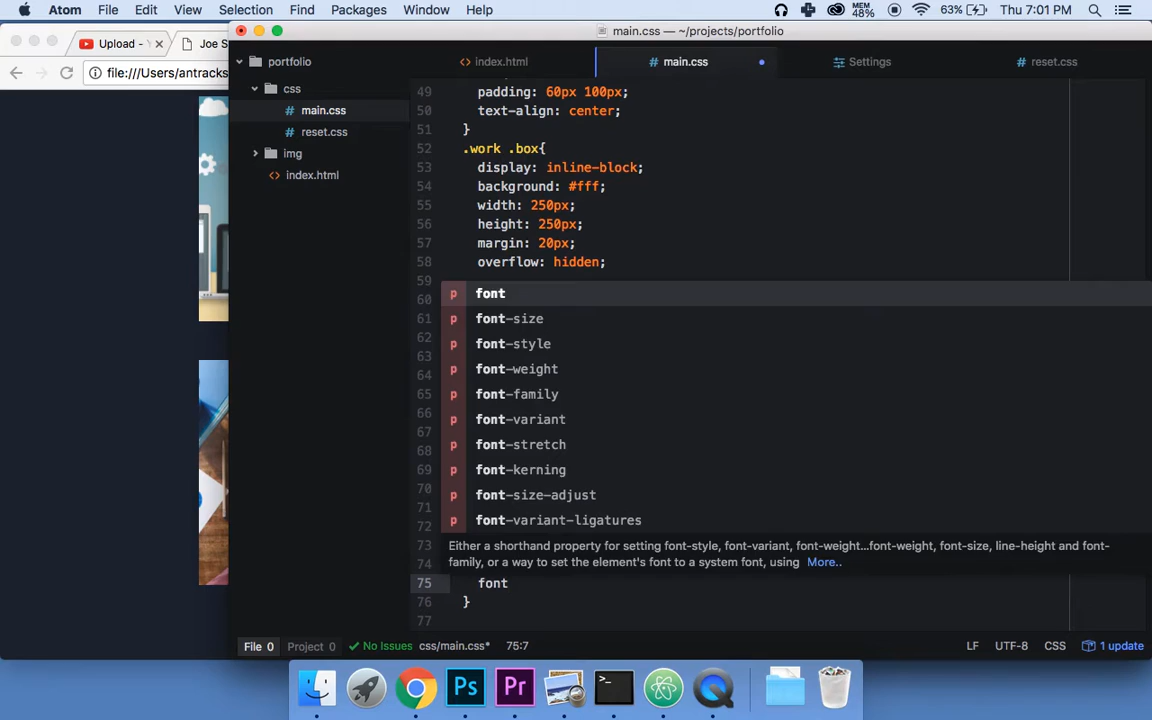 Atom File Edit View Selection Find Packages Window Help MEM 48% 63% Thu 7:01 PM
main.css — ~/projects/portfolio
Upload - Joe S
file:///Users/antracks
portfolio
css
main.css
reset.css
img
index.html
index.html main.css Settings reset.css
49 padding: 60px 100px;
50 text-align: center;
51 }
52 .work .box{
53 display: inline-block;
54 background: #fff;
55 width: 250px;
56 height: 250px;
57 margin: 20px;
58 overflow: hidden;
59
60 p font
61 p font-size
62 p font-style
63
64 p font-weight
65 p font-family
66 p font-variant
67
68 p font-stretch
69 p font-kerning
70 p font-size-adjust
71
72 p font-variant-ligatures
73 Either a shorthand property for setting font-style, font-variant, font-weight...font-weight, font-size, line-height and font-
74 family, or a way to set the element's font to a system font, using More..
75 font
76 }
77
File 0 Project 0 No Issues css/main.css* 75:7 LF UTF-8 CSS 1 update
Ps Pr >_